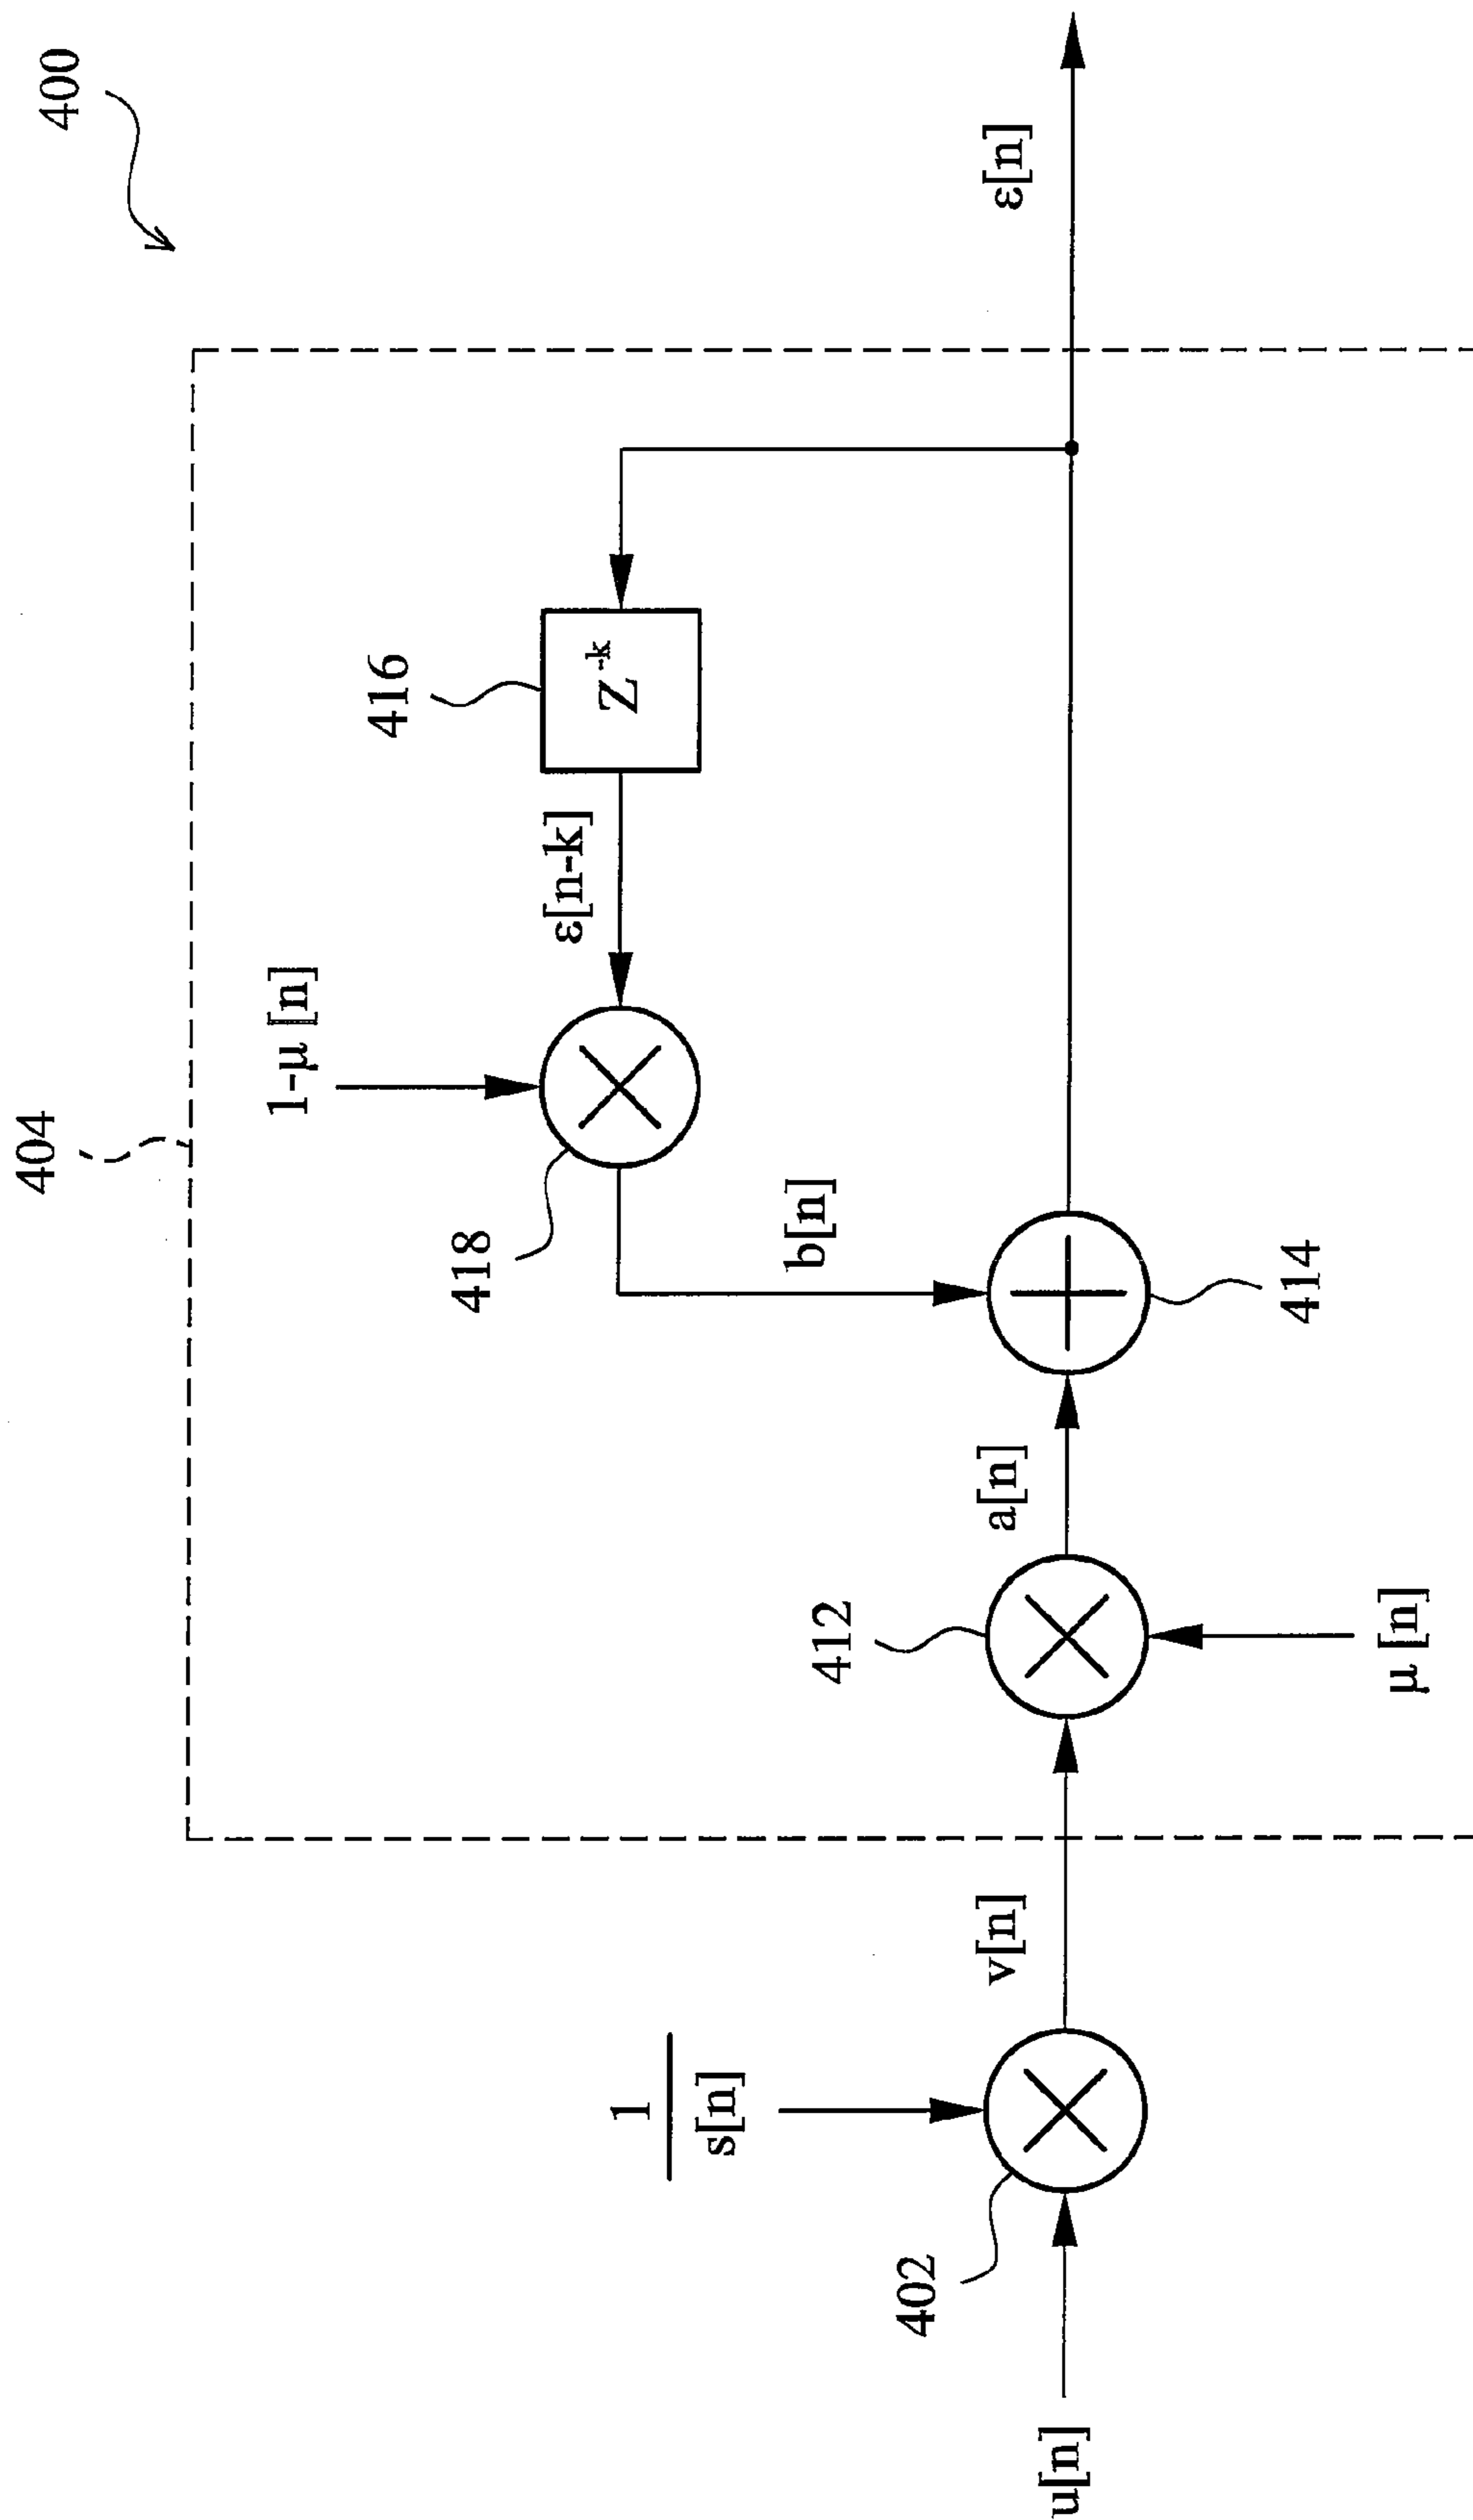 400
404
1-μ[n]
416
Z^-k
418
ε[n-k]
b[n]
ε[n]
1
s[n]
402
412
u[n]
v[n]
a[n]
414
μ[n]